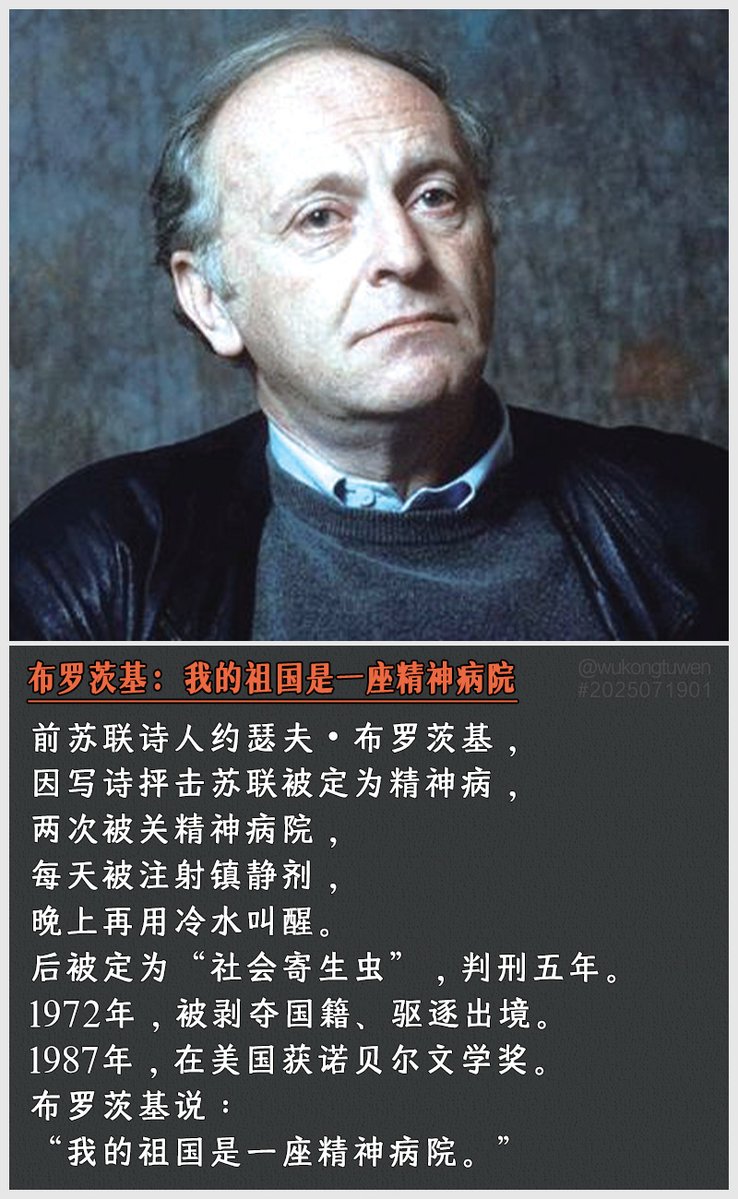 布罗茨基：我的祖国是一座精神病院
@wukongtuwen
#2025071901
前苏联诗人约瑟夫·布罗茨基，
因写诗抨击苏联被定为精神病，
两次被关精神病院，
每天被注射镇静剂，
晚上再用冷水叫醒。
后被定为“社会寄生虫”，判刑五年。
1972年，被剥夺国籍、驱逐出境。
1987年，在美国获诺贝尔文学奖。
布罗茨基说：
“我的祖国是一座精神病院。”